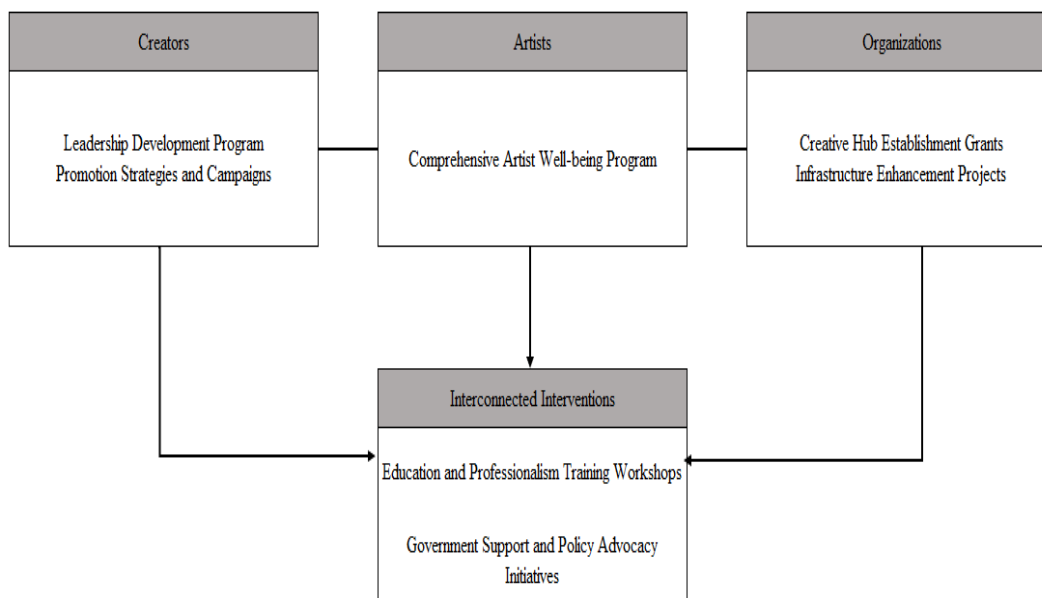 Creators
Leadership Development Program
Promotion Strategies and Campaigns
Artists
Comprehensive Artist Well-being Program
Organizations
Creative Hub Establishment Grants
Infrastructure Enhancement Projects
Interconnected Interventions
Education and Professionalism Training Workshops
Government Support and Policy Advocacy
Initiatives